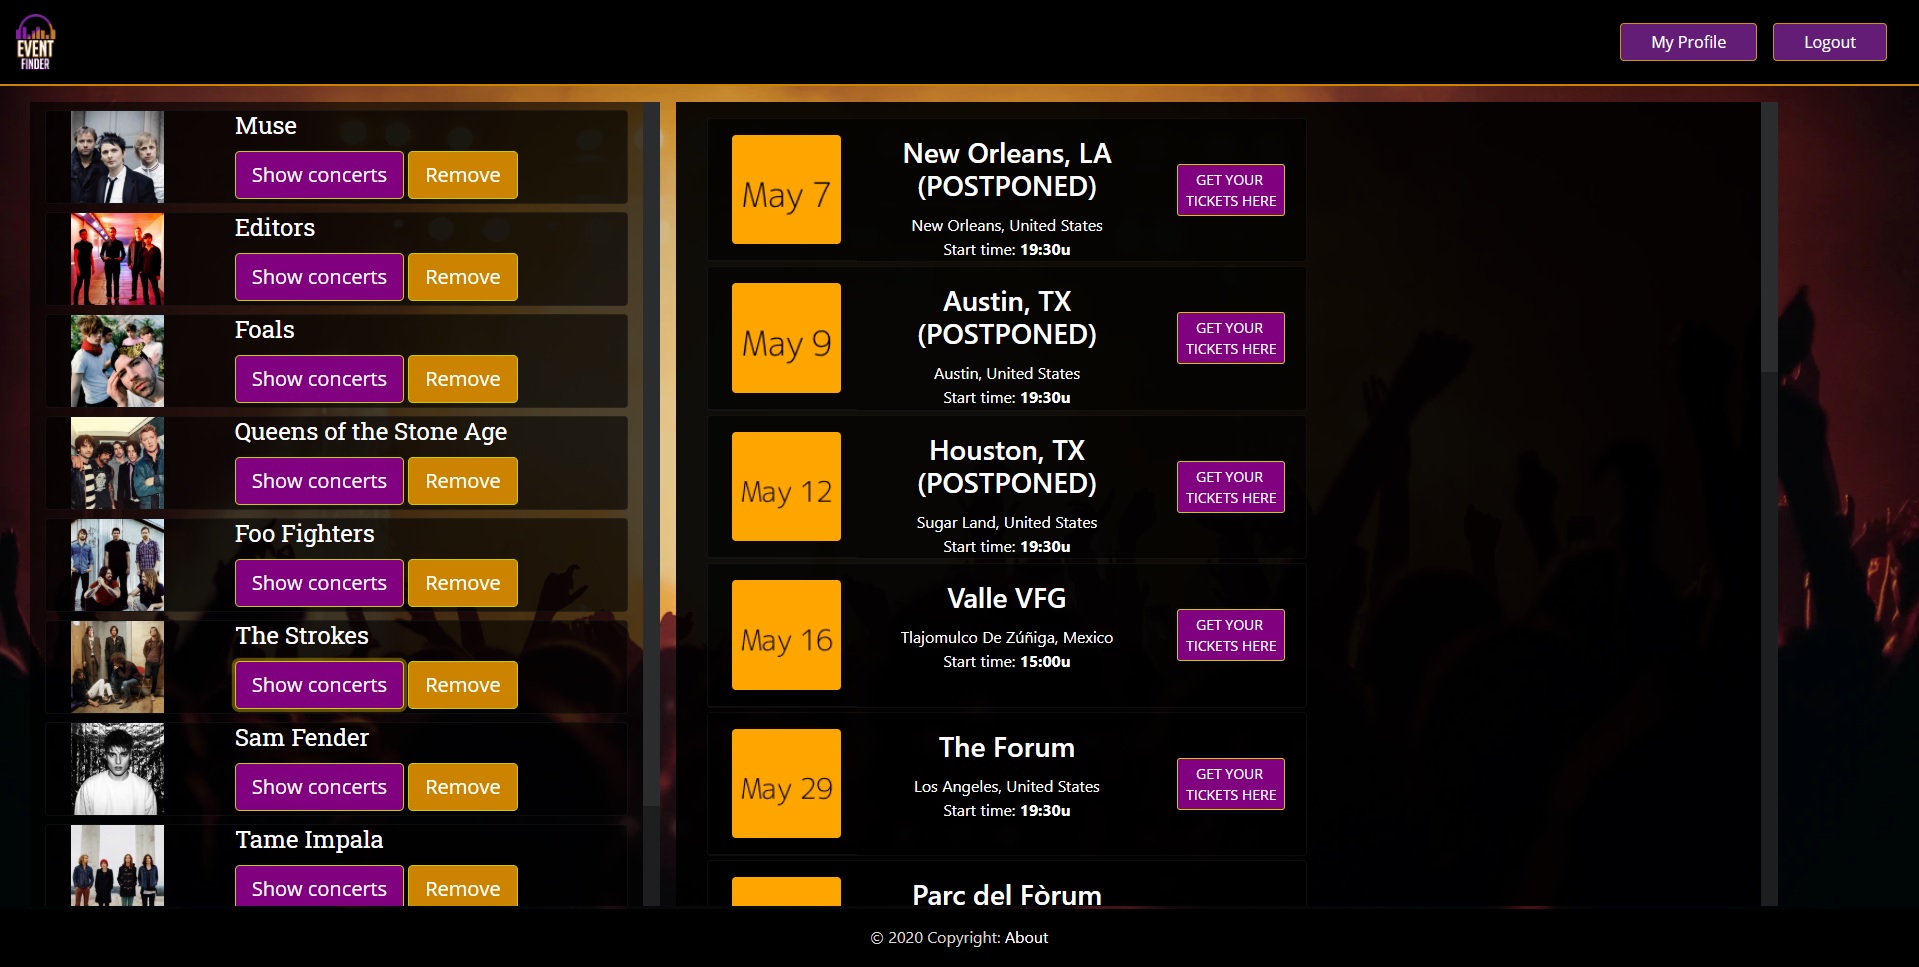 EVENT
FINDER
My Profile
Logout
Muse
Show concerts
Remove
Editors
Show concerts
Remove
Foals
Show concerts
Remove
Queens of the Stone Age
Show concerts
Remove
Foo Fighters
Show concerts
Remove
The Strokes
Show concerts
Remove
Sam Fender
Show concerts
Remove
Tame Impala
Show concerts
Remove
May 7
New Orleans, LA
(POSTPONED)
New Orleans, United States
Start time: 19:30u
GET YOUR
TICKETS HERE
May 9
Austin, TX
(POSTPONED)
Austin, United States
Start time: 19:30u
GET YOUR
TICKETS HERE
May 12
Houston, TX
(POSTPONED)
Sugar Land, United States
Start time: 19:30u
GET YOUR
TICKETS HERE
May 16
Valle VFG
Tlajomulco De Zúñiga, Mexico
Start time: 15:00u
GET YOUR
TICKETS HERE
May 29
The Forum
Los Angeles, United States
Start time: 19:30u
GET YOUR
TICKETS HERE
Parc del Fòrum
© 2020 Copyright: About